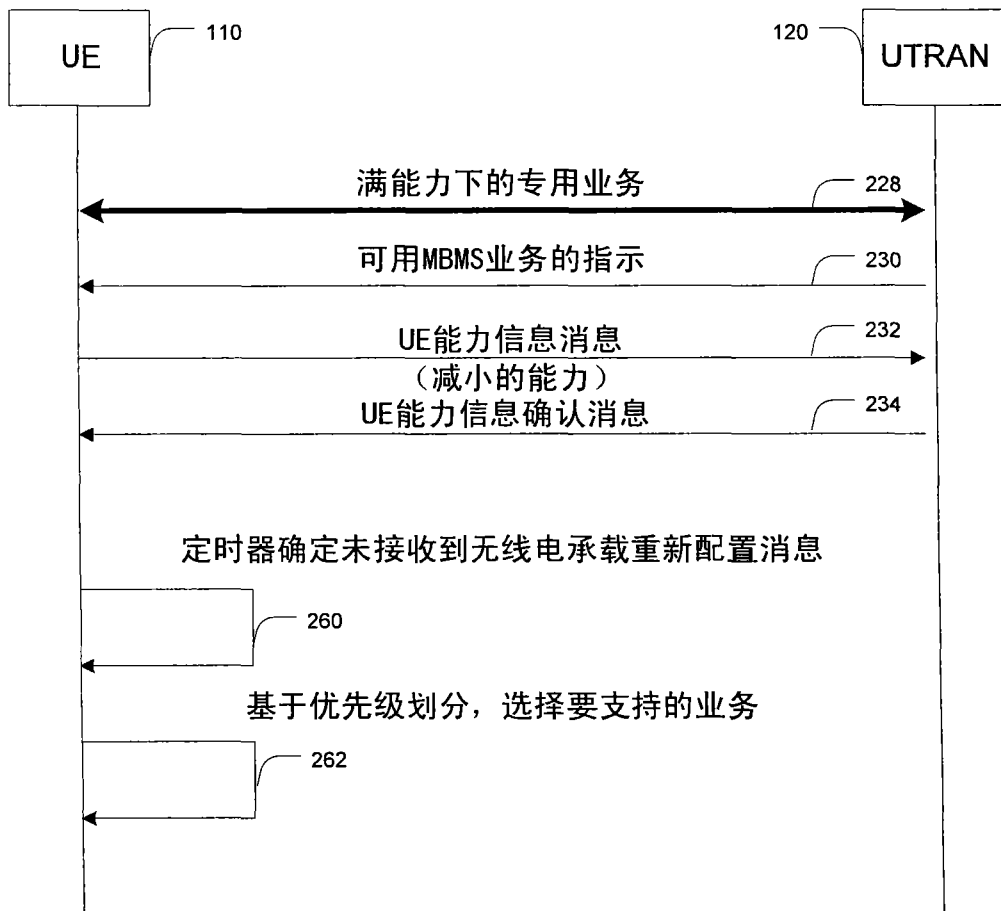 UE
110
120
UTRAN
满能力下的专用业务
228
可用MBMS业务的指示
230
UE能力信息消息
232
（减小的能力）
UE能力信息确认消息
234
定时器确定未接收到无线电承载重新配置消息
260
基于优先级划分，选择要支持的业务
262